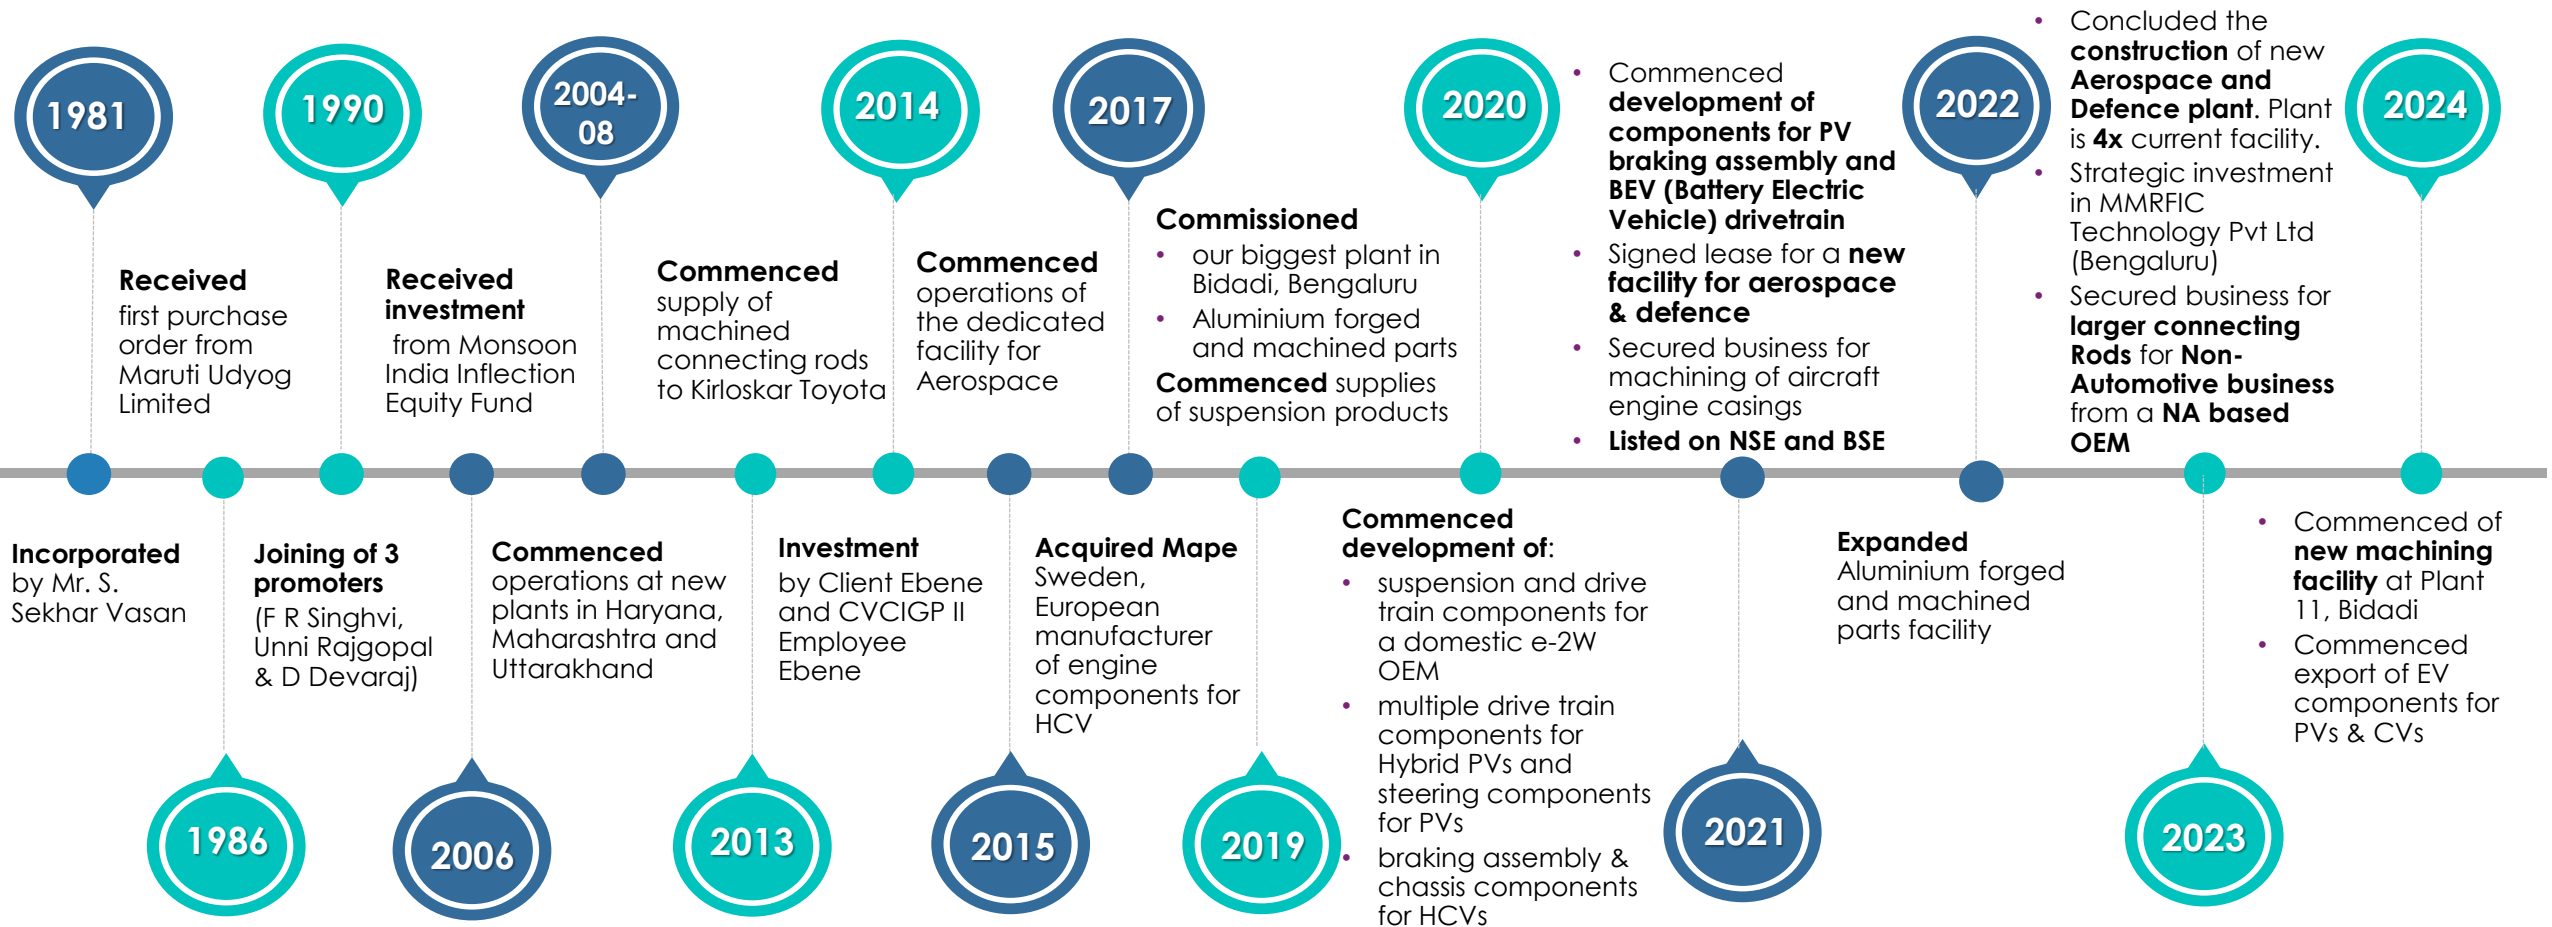 1981
1990
2004-
08
2014
2017
2020
2022
2024
Received
first purchase
order from
Maruti Udyog
Limited
Received
investment
from Monsoon
India Inflection
Equity Fund
Commenced
supply of
machined
connecting rods
to Kirloskar Toyota
Commenced
operations of
the dedicated
facility for
Aerospace
Commissioned
• our biggest plant in
Bidadi, Bengaluru
• Aluminium forged
and machined parts
Commenced supplies
of suspension products
• Commenced
development of
components for PV
braking assembly and
BEV (Battery Electric
Vehicle) drivetrain
• Signed lease for a new
facility for aerospace
& defence
• Secured business for
machining of aircraft
engine casings
• Listed on NSE and BSE
• Concluded the
construction of new
Aerospace and
Defence plant. Plant
is 4x current facility.
• Strategic investment
in MMRFIC
Technology Pvt Ltd
(Bengaluru)
• Secured business for
larger connecting
Rods for Non-
Automotive business
from a NA based
OEM
Incorporated
by Mr. S.
Sekhar Vasan
Joining of 3
promoters
(F R Singhvi,
Unni Rajgopal
& D Devaraj)
Commenced
operations at new
plants in Haryana,
Maharashtra and
Uttarakhand
Investment
by Client Ebene
and CVCIGP II
Employee
Ebene
Acquired Mape
Sweden,
European
manufacturer
of engine
components for
HCV
Commenced
development of:
• suspension and drive
train components for
a domestic e-2W
OEM
• multiple drive train
components for
Hybrid PVs and
steering components
for PVs
• braking assembly &
chassis components
for HCVs
Expanded
Aluminium forged
and machined
parts facility
• Commenced of
new machining
facility at Plant
11, Bidadi
• Commenced
export of EV
components for
PVs & CVs
1986
2006
2013
2015
2019
2021
2023